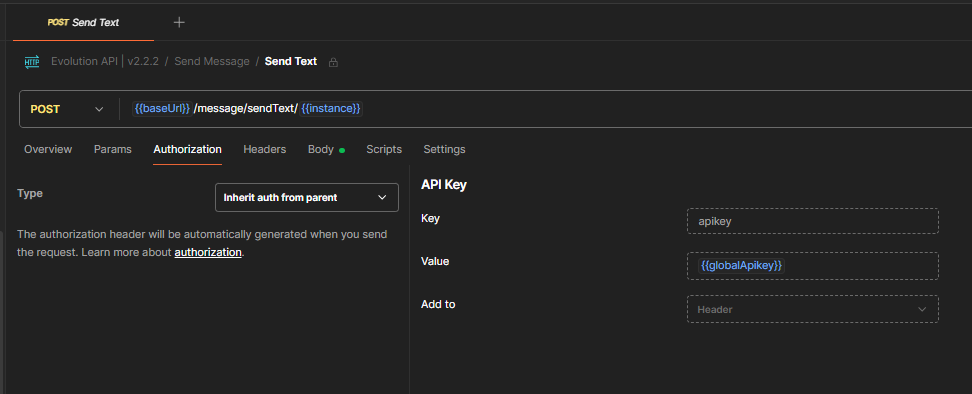 POST Send Text +
HTTP Evolution API | v2.2.2 / Send Message / Send Text
POST {{baseUrl}} /message/sendText/ {{instance}}
Overview Params Authorization Headers Body Scripts Settings
Type Inherit auth from parent
The authorization header will be automatically generated when you send
the request. Learn more about authorization.
API Key
Key apikey
Value {{globalApikey}}
Add to Header